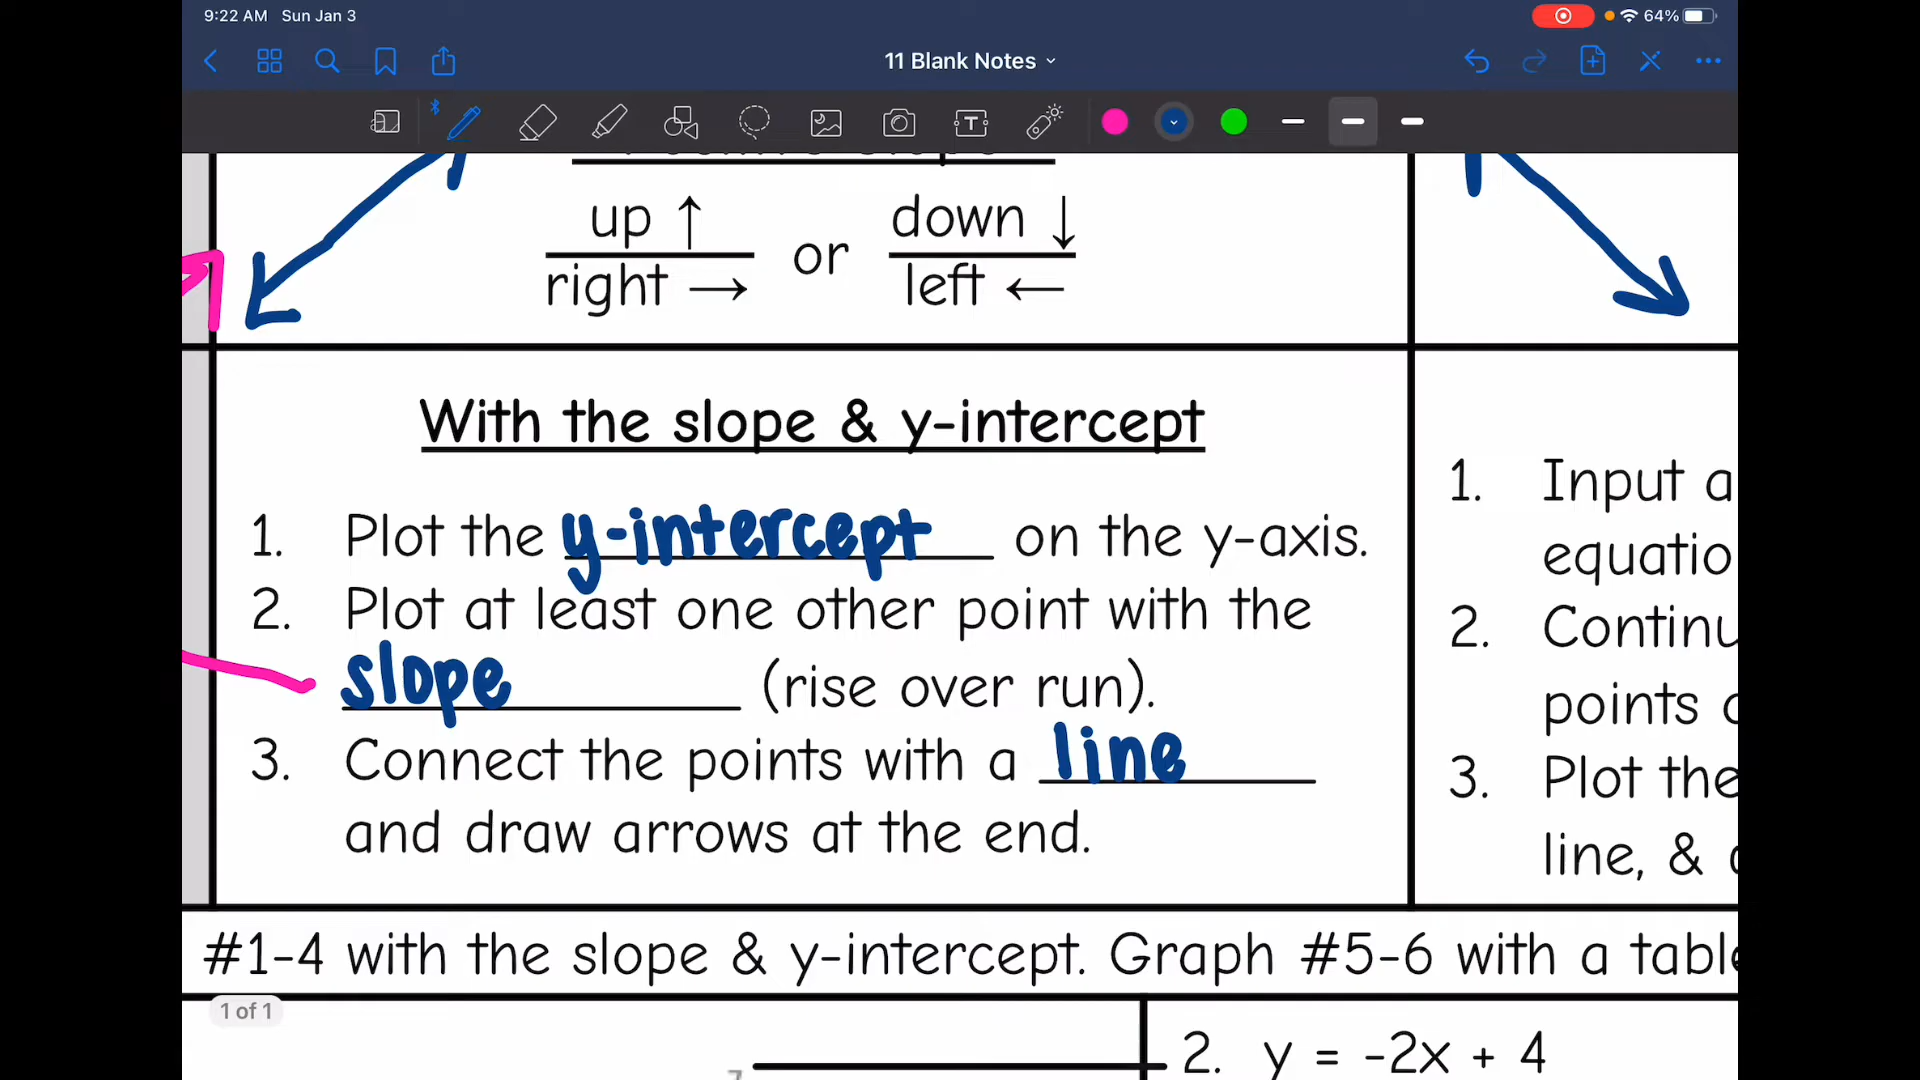 9:22 AM Sun Jan 3
64%
11 Blank Notes
T
up ↑
right →
or
down ↓
left ←
With the slope & y-intercept
1. Plot the y-intercept on the y-axis.
2. Plot at least one other point with the
slope (rise over run).
3. Connect the points with a line
and draw arrows at the end.
1. Input a
equatio
2. Continu
points
3. Plot the
line, &
#1-4 with the slope & y-intercept. Graph #5-6 with a table
1 of 1
2. y = -2x + 4